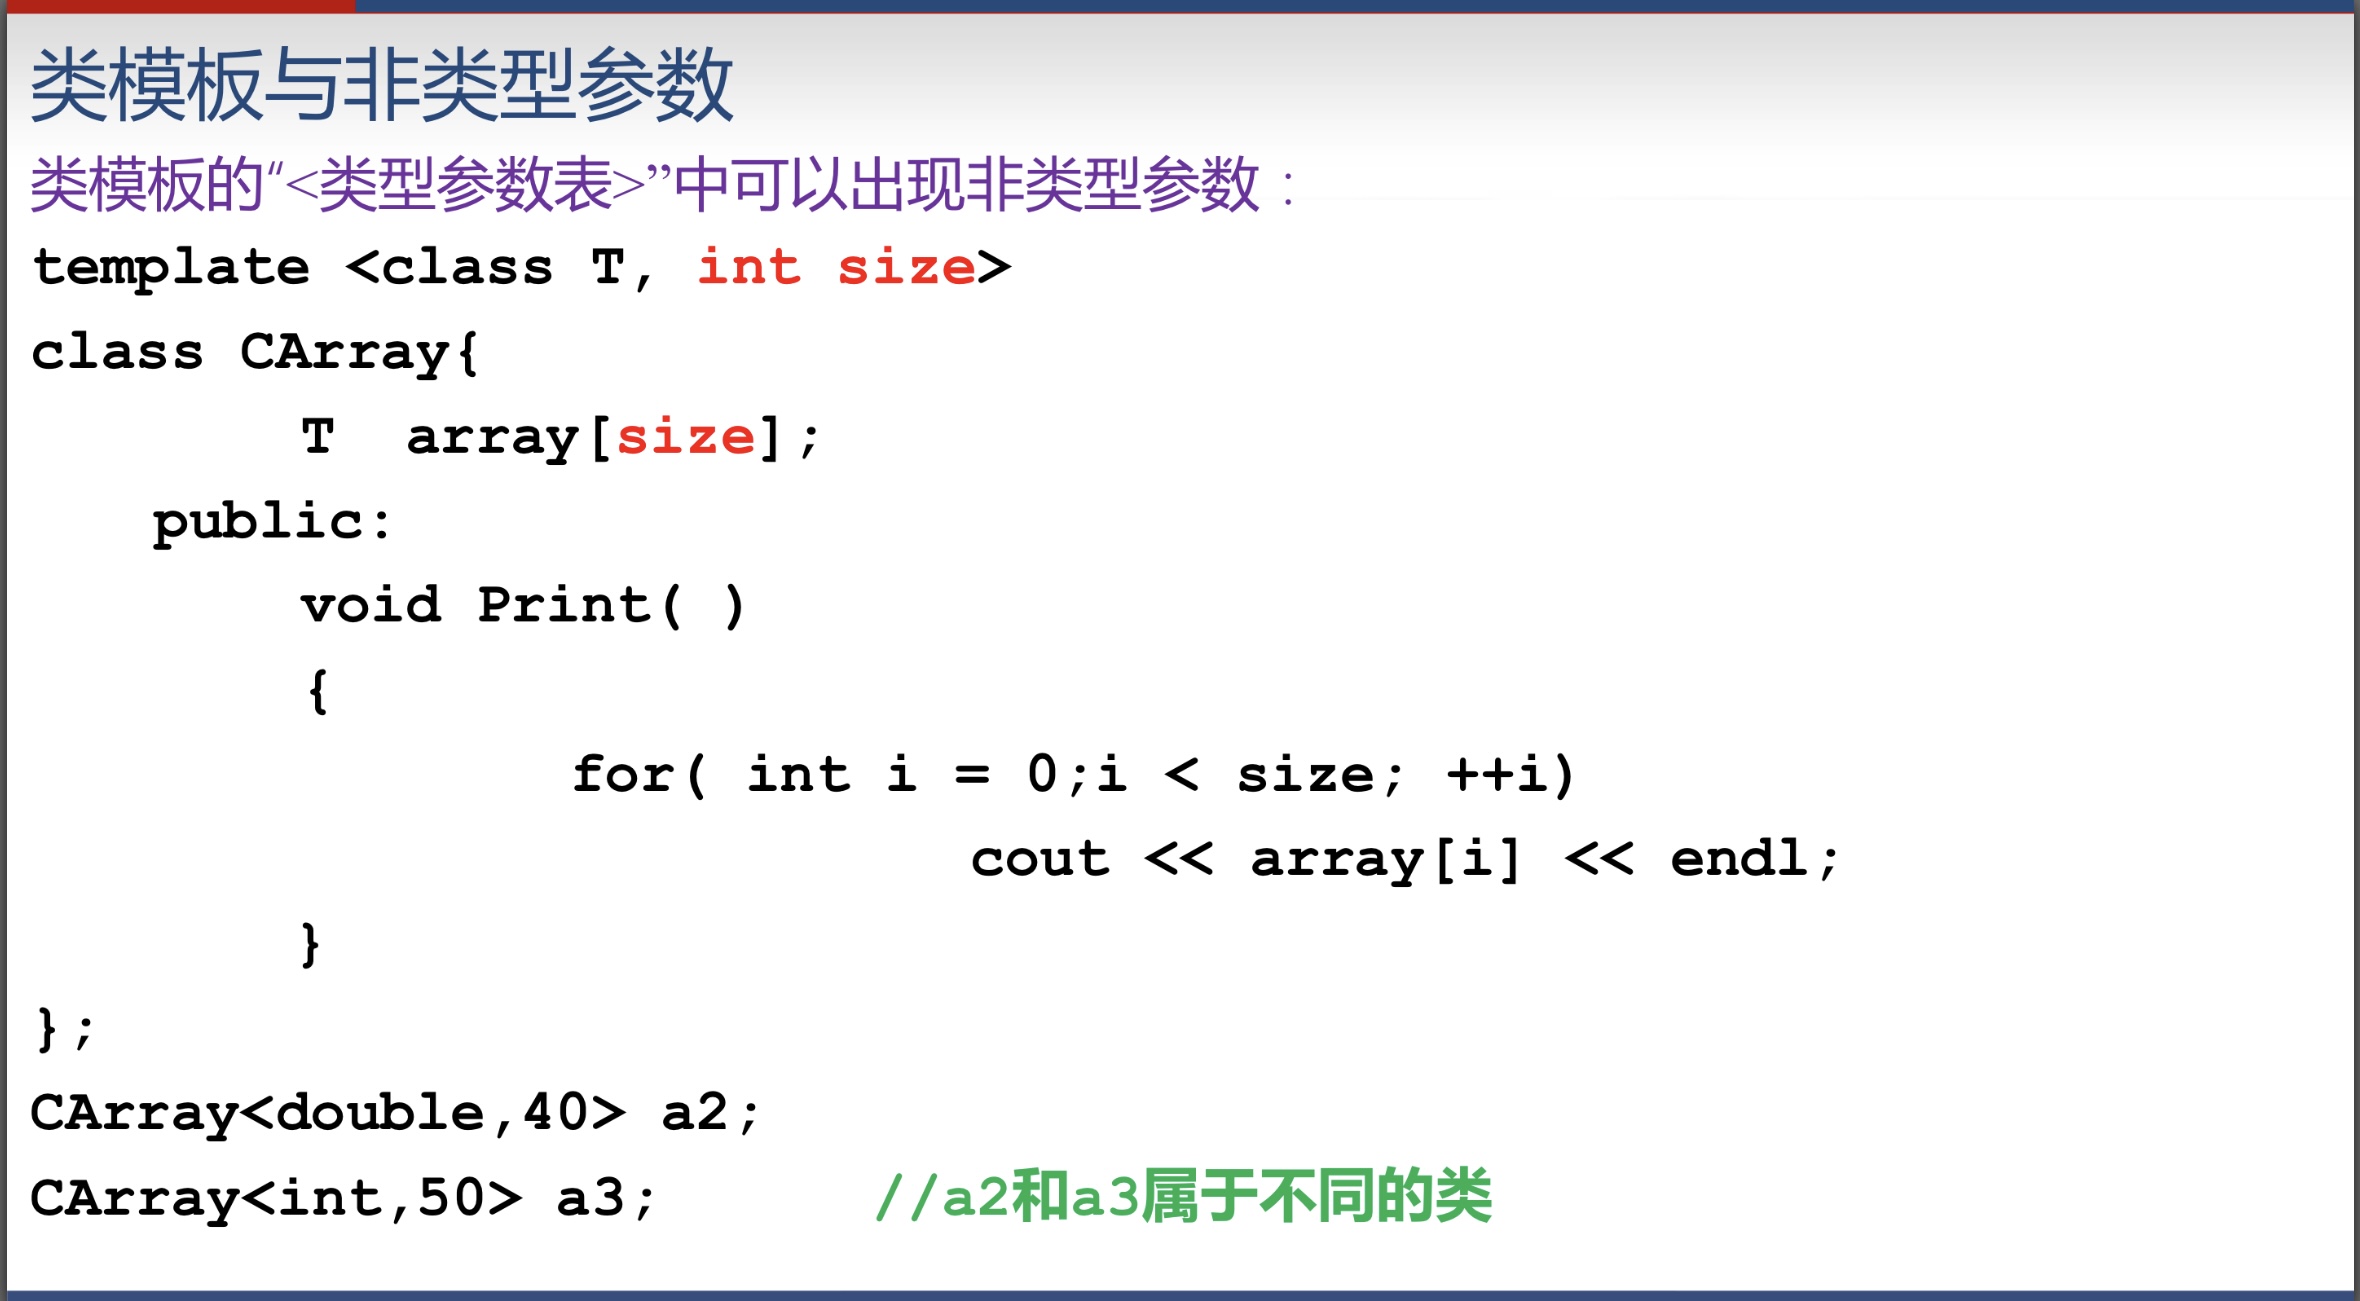 类模板与非类型参数
类模板的“<类型参数表>”中可以出现非类型参数：
template <class T, int size>
class CArray{
T  array[size];
public:
void Print( )
{
for( int i = 0;i < size; ++i)
cout << array[i] << endl;
}
};
CArray<double,40> a2;
CArray<int,50> a3;      //a2和a3属于不同的类